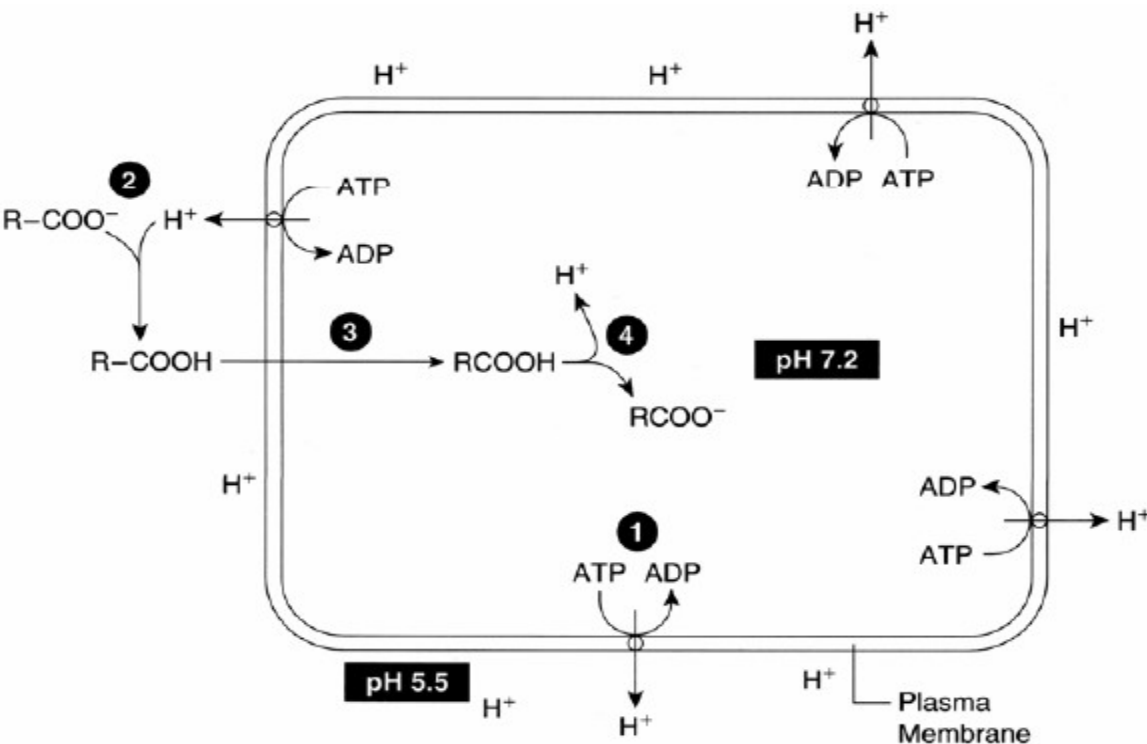 H⁺
H⁺
H⁺
2
ATP
ADP
ATP
R–COO⁻
H⁺
ADP
H⁺
3
4
H⁺
R–COOH
RCOOH
pH 7.2
RCOO⁻
H⁺
ADP
1
H⁺
ATP
ATP
ADP
pH 5.5
H⁺
H⁺
H⁺
Plasma
Membrane